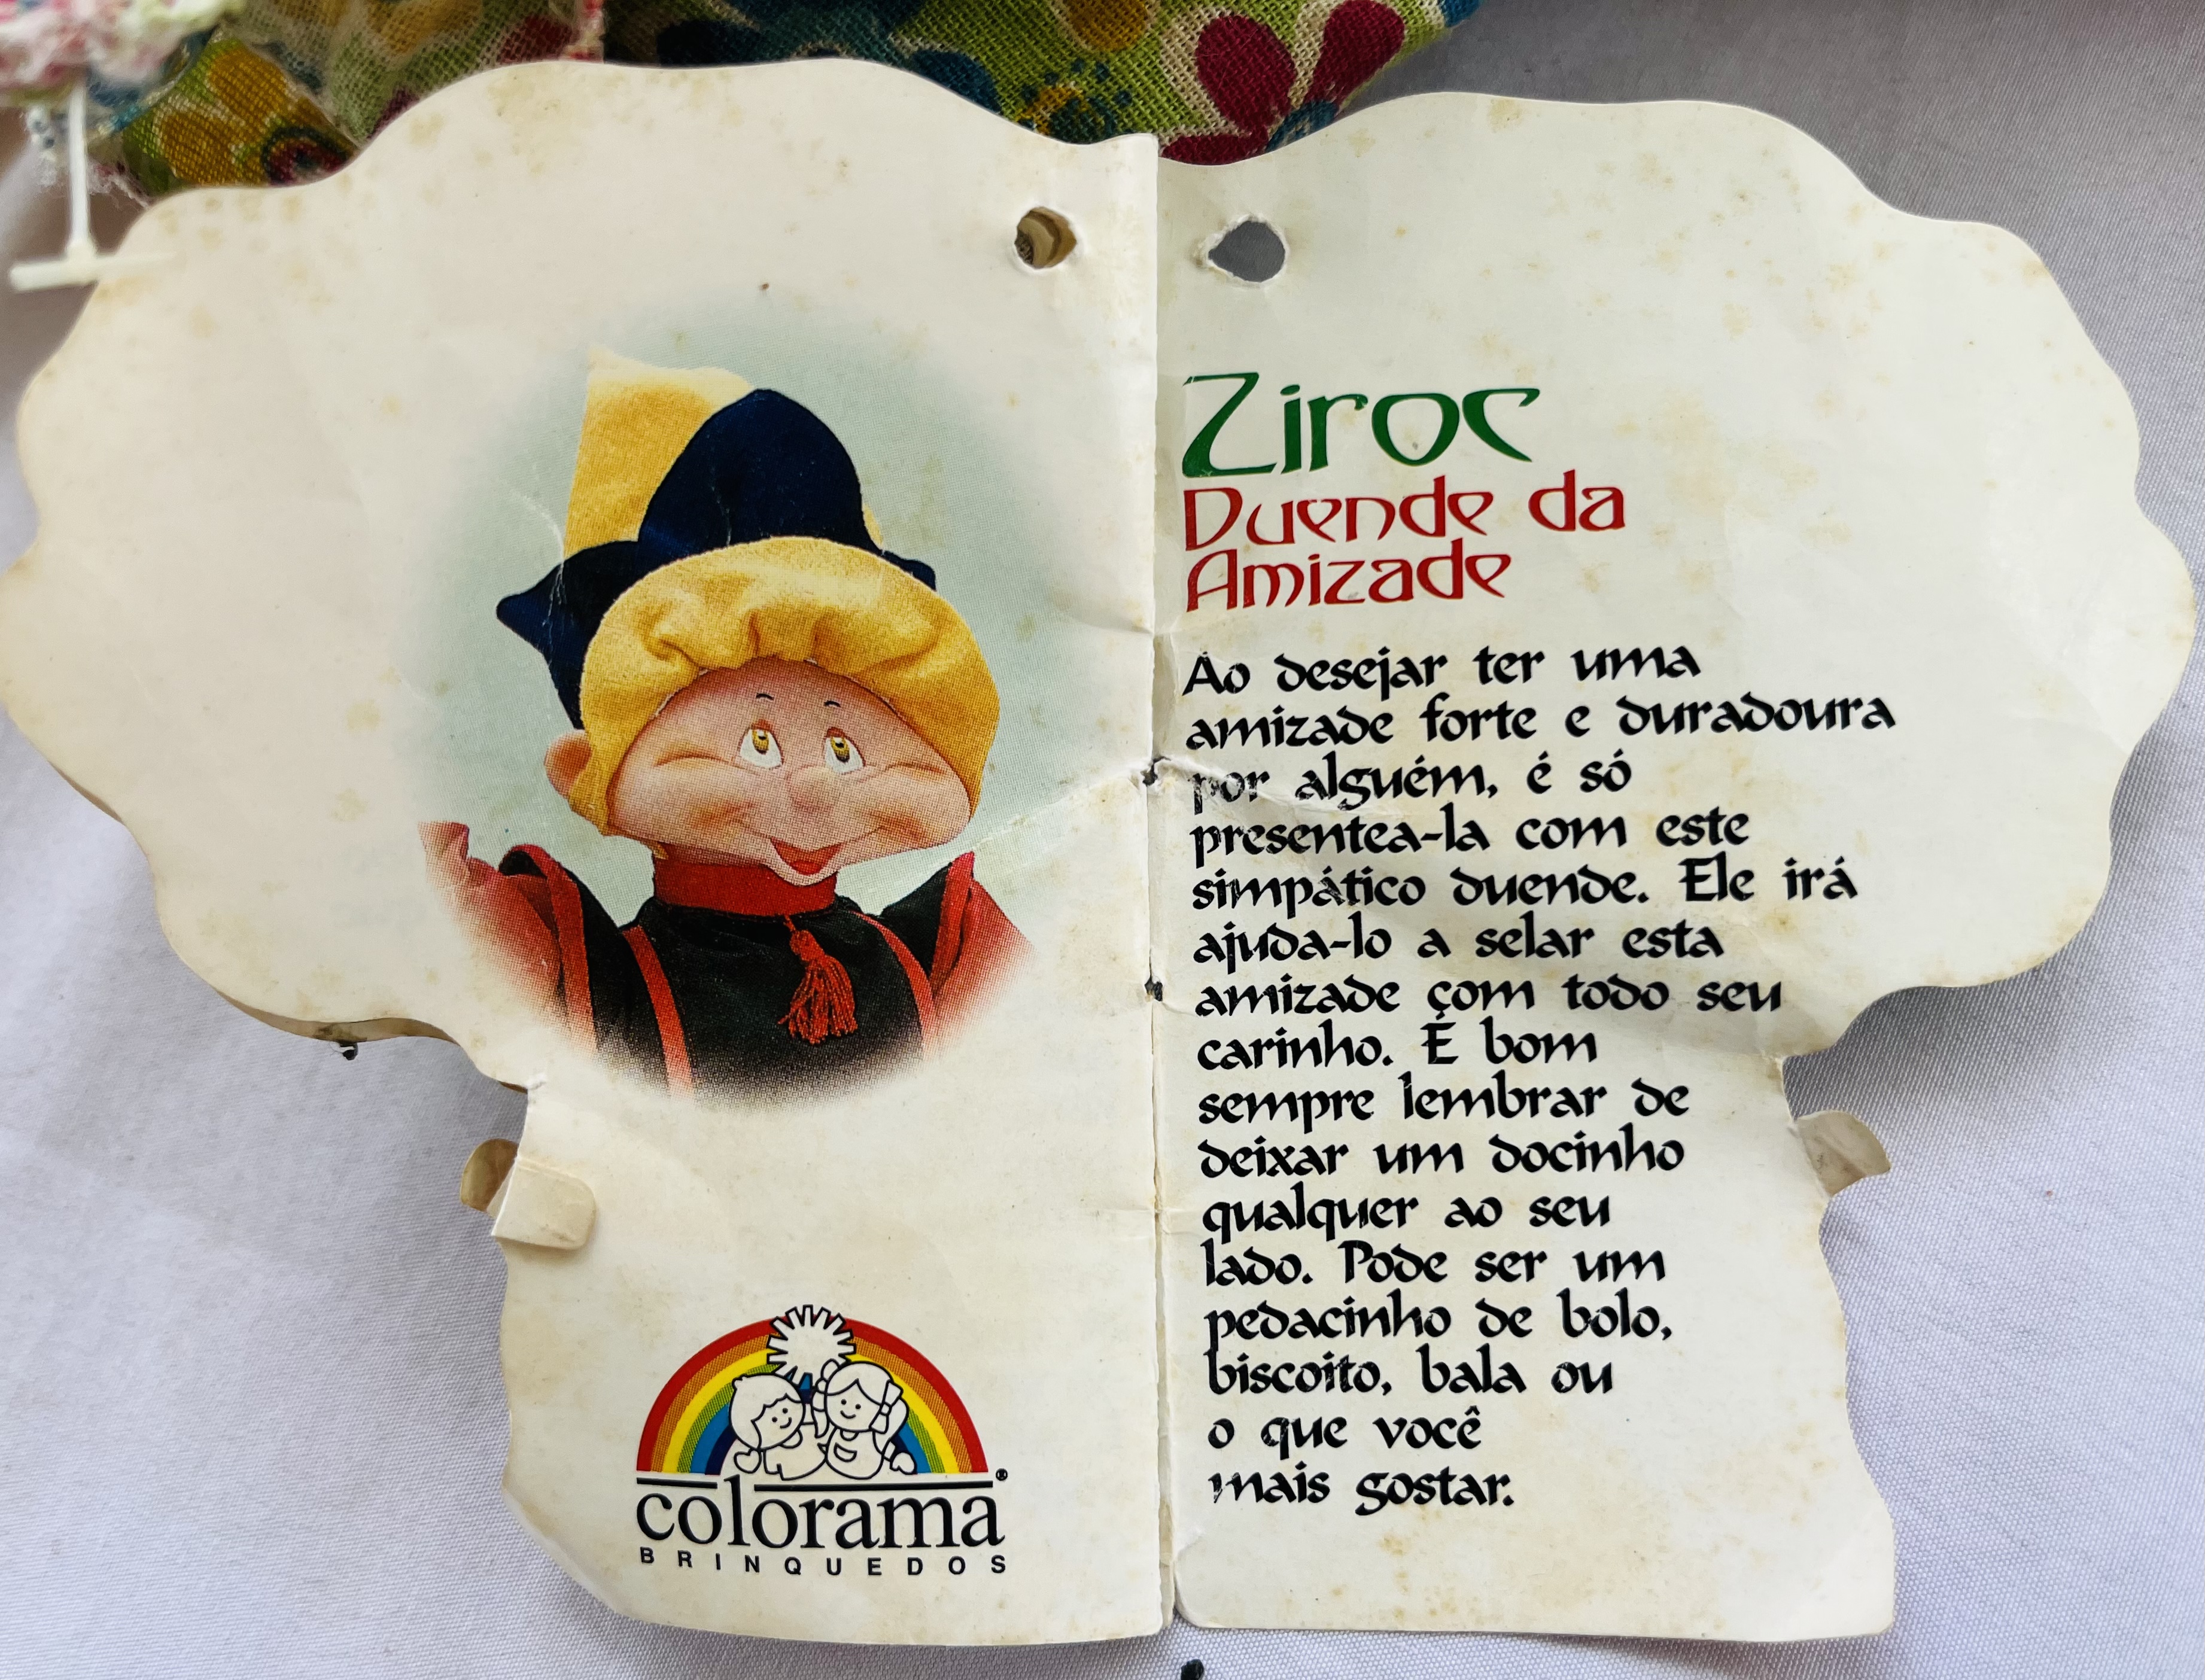 Ziroc
Duende da
Amizade
Ao desejar ter uma
amizade forte e duradoura
por alguém, é só
presentea-la com este
simpático duende. Ele irá
ajuda-lo a selar esta
amizade com todo seu
carinho. É bom
sempre lembrar de
deixar um docinho
qualquer ao seu
lado. Pode ser um
pedacinho de bolo,
biscoito, bala ou
o que você
mais gostar.
colorama®
BRINQUEDOS